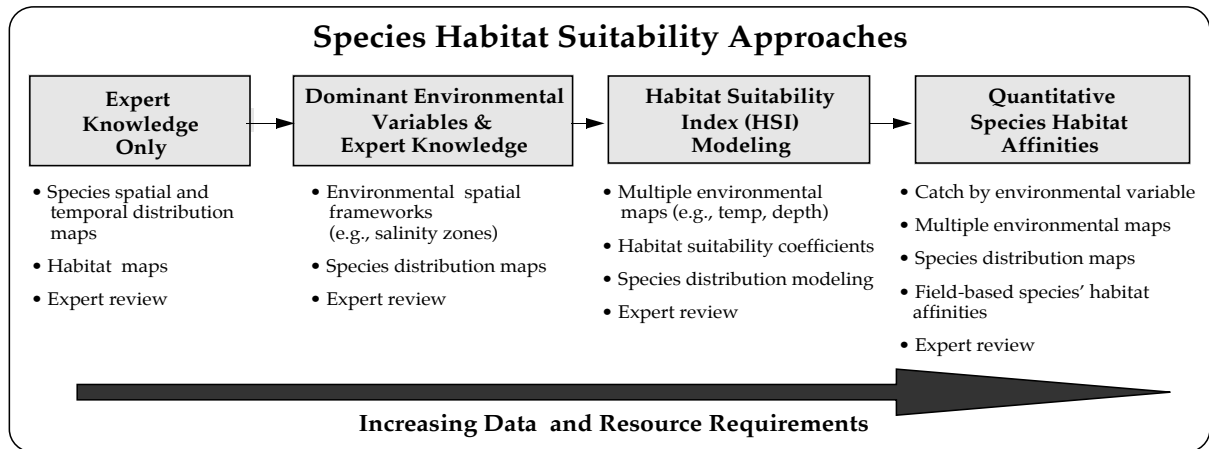 Species Habitat Suitability Approaches
Expert
Knowledge
Only
Dominant Environmental
Variables &
Expert Knowledge
Habitat Suitability
Index (HSI)
Modeling
Quantitative
Species Habitat
Affinities
• Species spatial and
temporal distribution
maps
• Habitat maps
• Expert review
• Environmental spatial
frameworks
(e.g., salinity zones)
• Species distribution maps
• Expert review
• Multiple environmental
maps (e.g., temp, depth)
• Habitat suitability coefficients
• Species distribution modeling
• Expert review
• Catch by environmental variable
• Multiple environmental maps
• Species distribution maps
• Field-based species’ habitat
affinities
• Expert review
Increasing Data and Resource Requirements